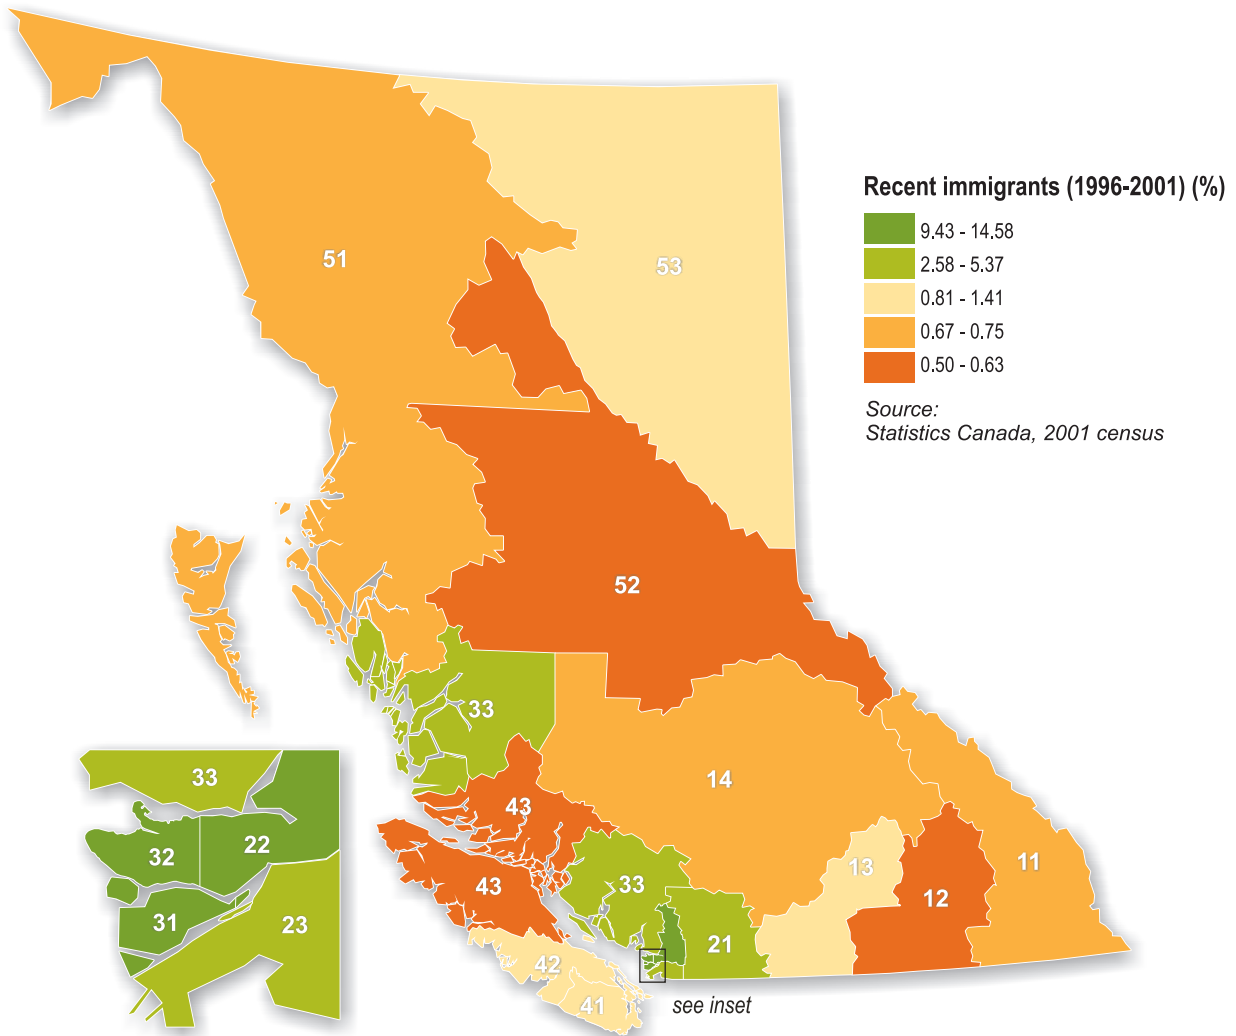 51
53
Recent immigrants (1996-2001) (%)
9.43 - 14.58
2.58 - 5.37
0.81 - 1.41
0.67 - 0.75
0.50 - 0.63
Source:
Statistics Canada, 2001 census
52
33
14
43
43
33
13
12
11
21
42
41
see inset
33
32
22
31
23